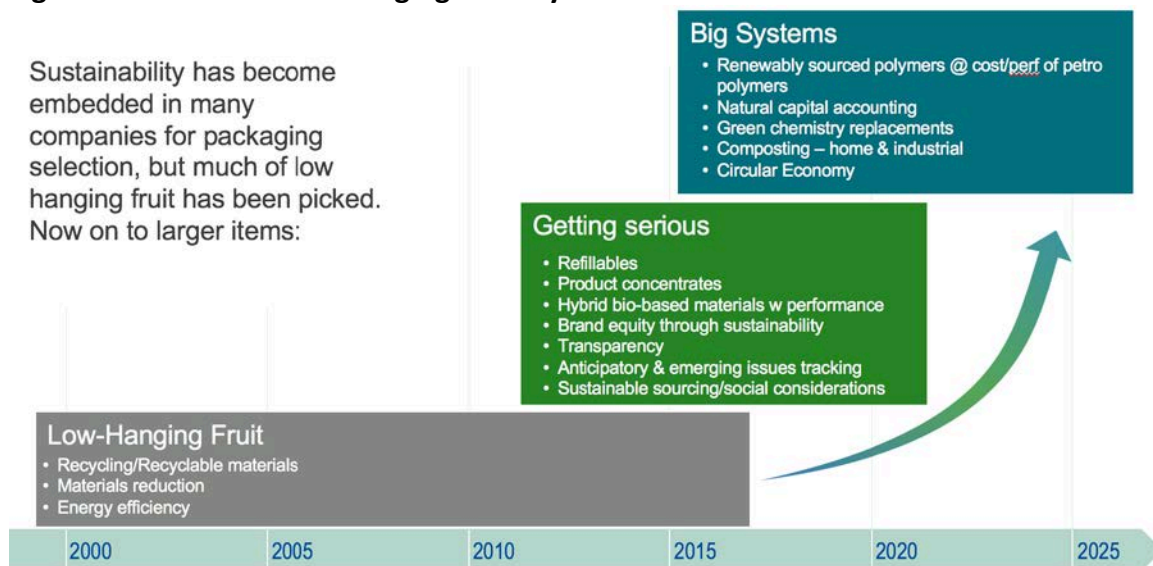 Sustainability has become
embedded in many
companies for packaging
selection, but much of low
hanging fruit has been picked.
Now on to larger items:
Big Systems
• Renewably sourced polymers @ cost/perf of petro
polymers
• Natural capital accounting
• Green chemistry replacements
• Composting – home & industrial
• Circular Economy
Getting serious
• Refillables
• Product concentrates
• Hybrid bio-based materials w performance
• Brand equity through sustainability
• Transparency
• Anticipatory & emerging issues tracking
• Sustainable sourcing/social considerations
Low-Hanging Fruit
• Recycling/Recyclable materials
• Materials reduction
• Energy efficiency
2000 2005 2010 2015 2020 2025